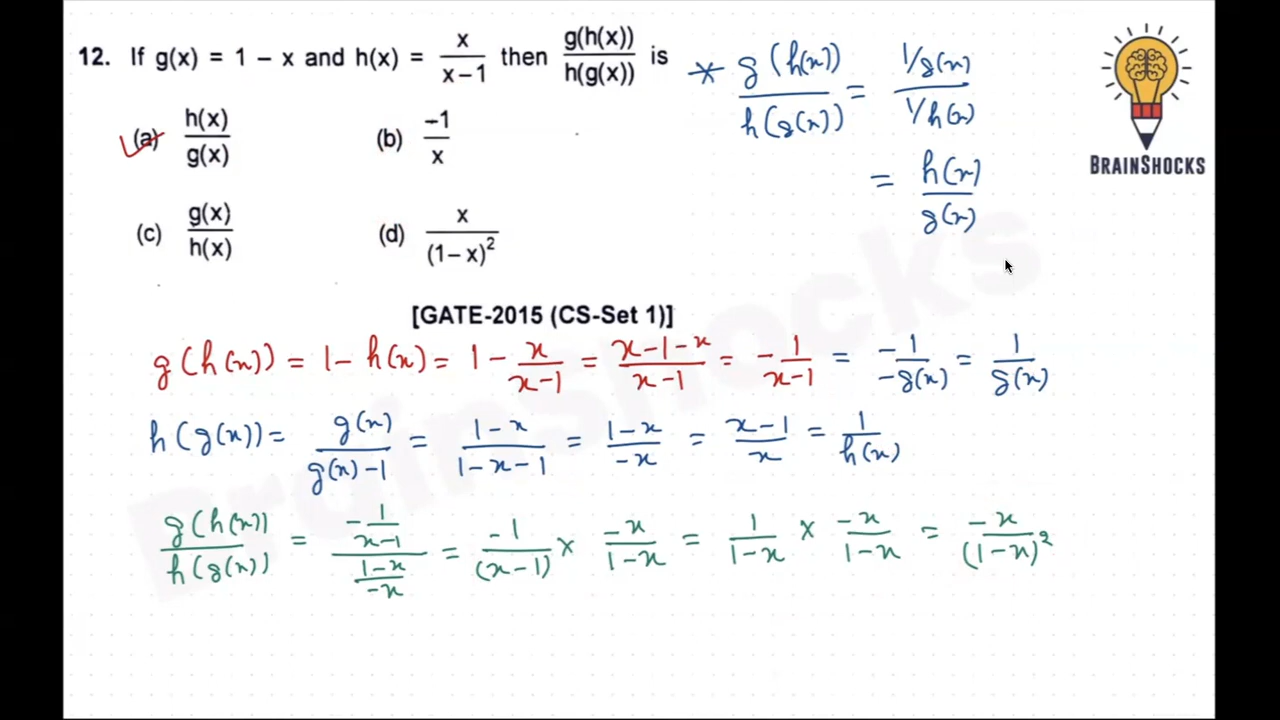 12. If g(x) = 1 – x and h(x) = x/(x–1) then g(h(x))/h(g(x)) is
(a) h(x)/g(x)
(b) –1/x
(c) g(x)/h(x)
(d) x/(1–x)²
[GATE-2015 (CS-Set 1)]
* g(h(x))/h(g(x)) = (1/g(x))/(1/h(x))
= h(x)/g(x)
BRAINSHOCKS
g(h(x)) = 1 – h(x) = 1 – x/(x–1) = (x–1–x)/(x–1) = –1/(x–1) = –1/–g(x) = 1/g(x)
h(g(x)) = g(x)/(g(x)–1) = (1–x)/(1–x–1) = (1–x)/–x = (x–1)/x = 1/h(x)
g(h(x))/h(g(x)) = (–1/(x–1))/((1–x)/–x) = –1/(x–1) × –x/(1–x) = 1/(1–x) × –x/(1–x) = –x/(1–x)²
BrainShocks